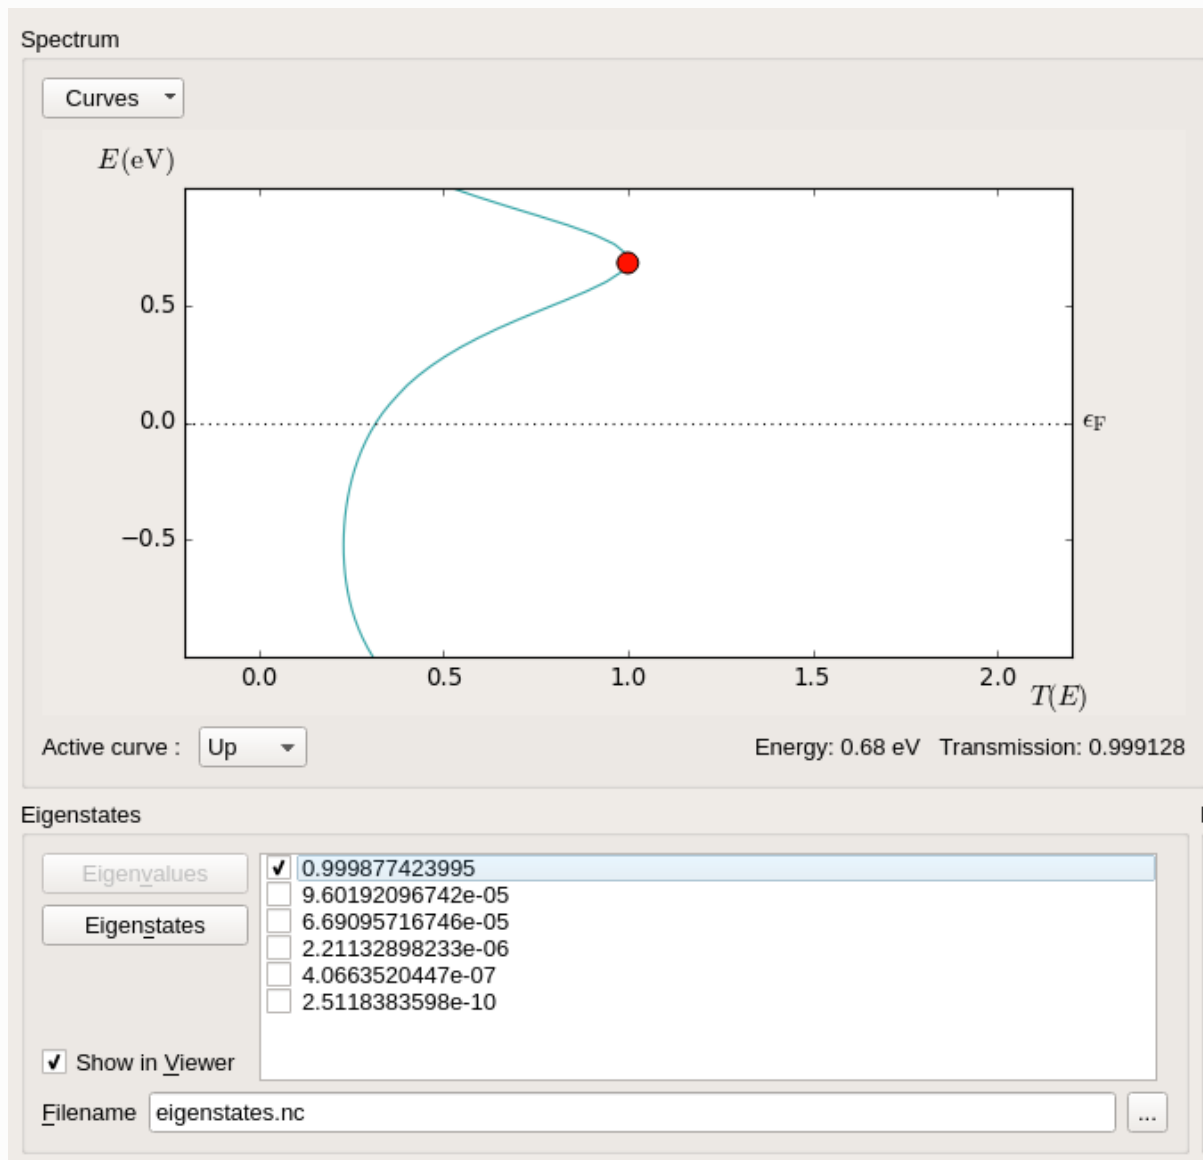 Spectrum
Curves
E(eV)
0.5
0.0
−0.5
ϵF
0.0 0.5 1.0 1.5 2.0
T(E)
Active curve : Up Energy: 0.68 eV Transmission: 0.999128
Eigenstates
Eigenvalues
Eigenstates
0.999877423995
9.60192096742e-05
6.69095716746e-05
2.21132898233e-06
4.0663520447e-07
2.5118383598e-10
Show in Viewer
Filename eigenstates.nc ...